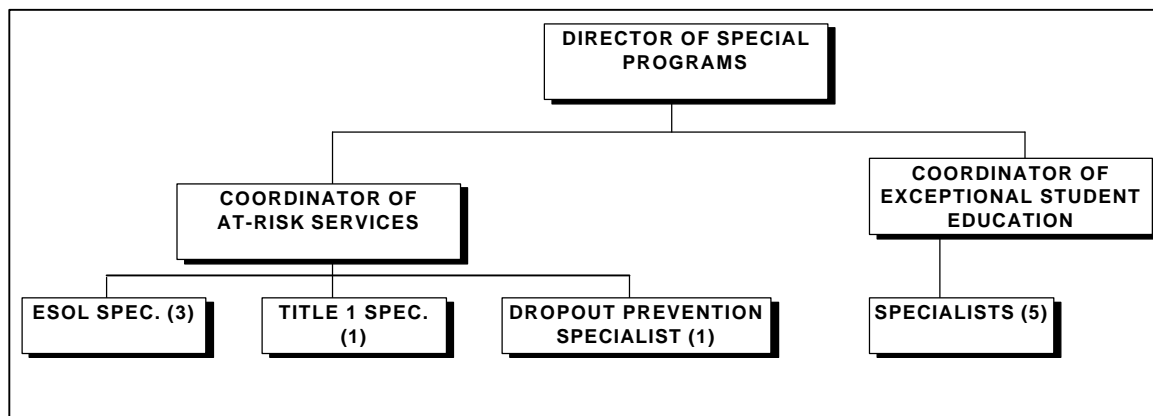 DIRECTOR OF SPECIAL
PROGRAMS
COORDINATOR OF
AT-RISK SERVICES
COORDINATOR OF
EXCEPTIONAL STUDENT
EDUCATION
ESOL SPEC. (3)
TITLE 1 SPEC.
(1)
DROPOUT PREVENTION
SPECIALIST (1)
SPECIALISTS (5)